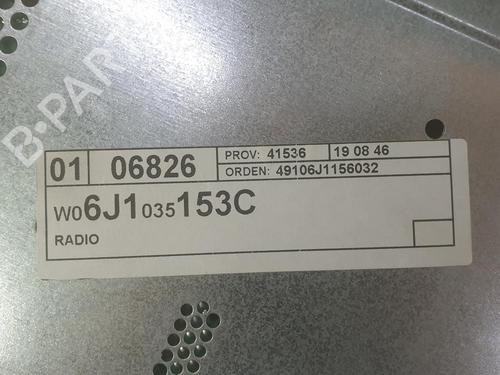 B-PARTS
01 06826 PROV: 41536 19 08 46
ORDEN: 49106J1156032
W06J1035153C
RADIO